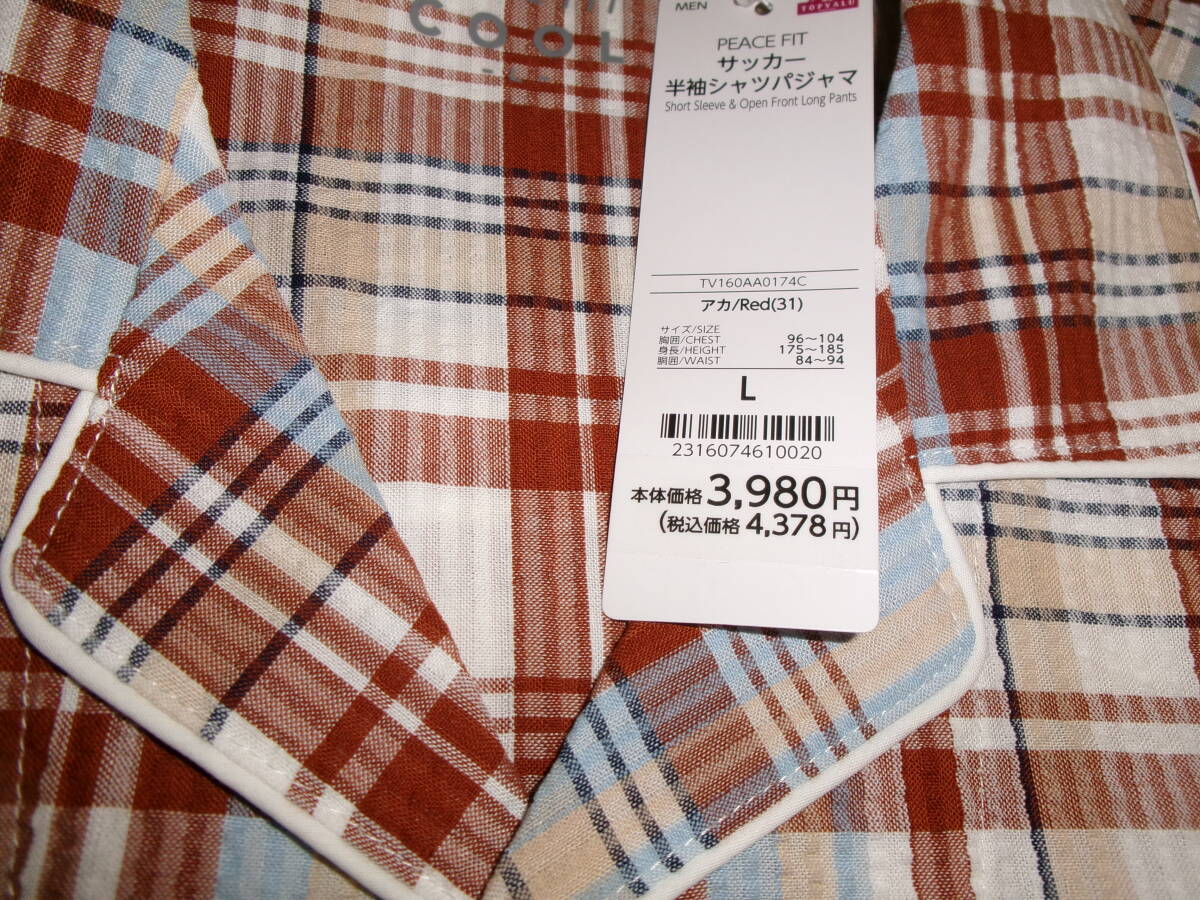 COOL
MEN
TOPVALU
PEACE FIT
サッカー
半袖シャツパジャマ
Short Sleeve & Open Front Long Pants
TV160AA0174C
アカ/Red(31)
サイズ/SIZE
胸囲/CHEST 96～104
身長/HEIGHT 175～185
胴囲/WAIST 84～94
L
2316074610020
本体価格 3,980円
(税込価格 4,378円)